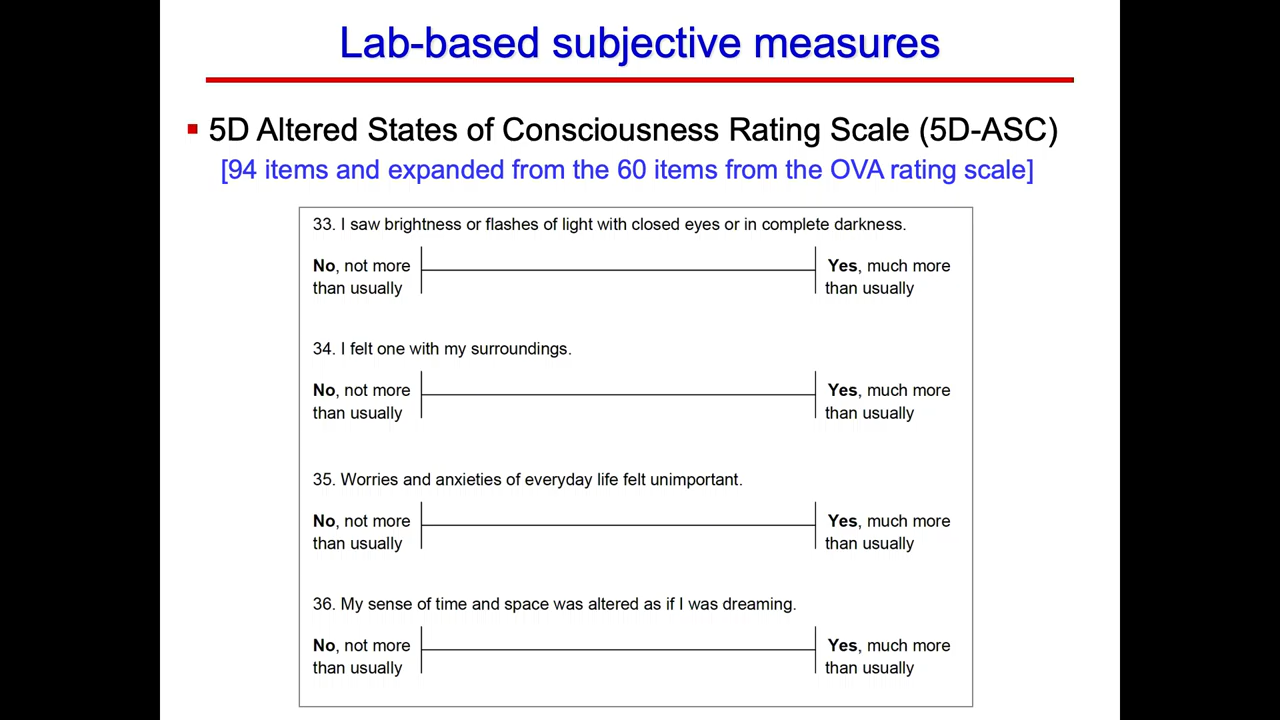 Lab-based subjective measures
5D Altered States of Consciousness Rating Scale (5D-ASC)
[94 items and expanded from the 60 items from the OVA rating scale]
33. I saw brightness or flashes of light with closed eyes or in complete darkness.
No, not more than usually
Yes, much more than usually
34. I felt one with my surroundings.
No, not more than usually
Yes, much more than usually
35. Worries and anxieties of everyday life felt unimportant.
No, not more than usually
Yes, much more than usually
36. My sense of time and space was altered as if I was dreaming.
No, not more than usually
Yes, much more than usually